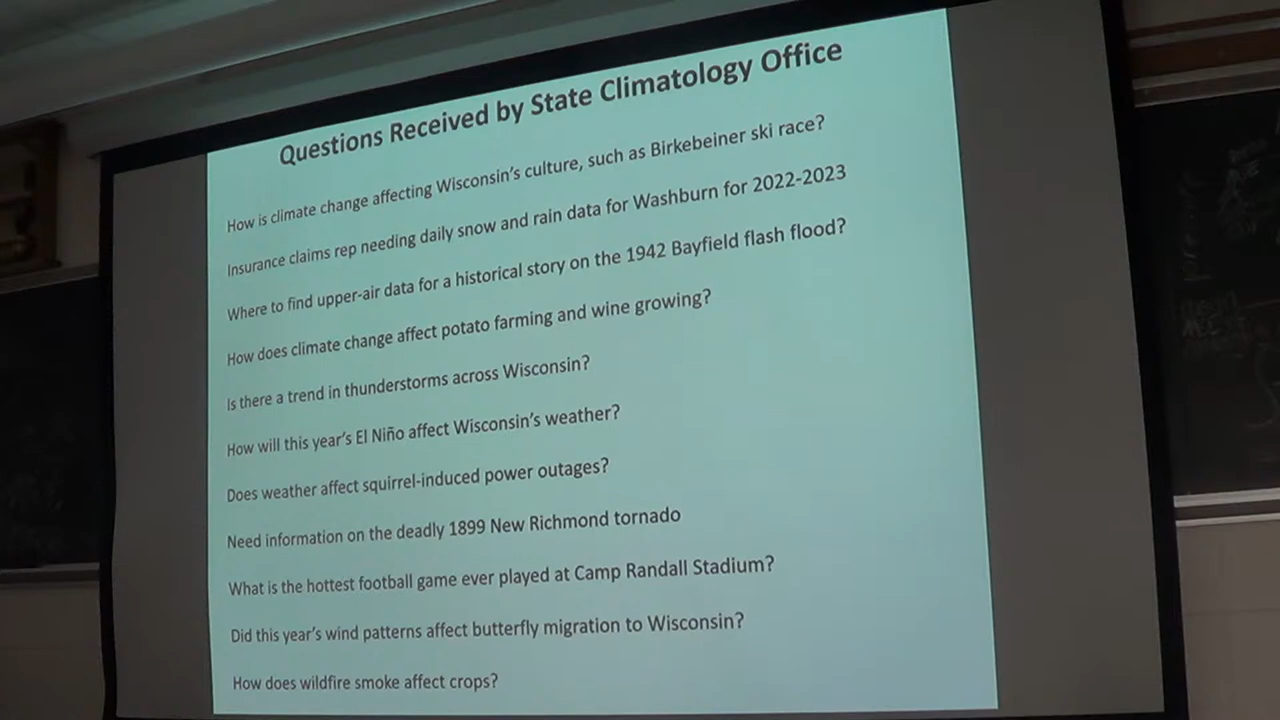 Questions Received by State Climatology Office
How is climate change affecting Wisconsin's culture, such as Birkebeiner ski race?
Insurance claims rep needing daily snow and rain data for Washburn for 2022-2023
Where to find upper-air data for a historical story on the 1942 Bayfield flash flood?
How does climate change affect potato farming and wine growing?
Is there a trend in thunderstorms across Wisconsin?
How will this year's El Niño affect Wisconsin's weather?
Does weather affect squirrel-induced power outages?
Need information on the deadly 1899 New Richmond tornado
What is the hottest football game ever played at Camp Randall Stadium?
Did this year's wind patterns affect butterfly migration to Wisconsin?
How does wildfire smoke affect crops?